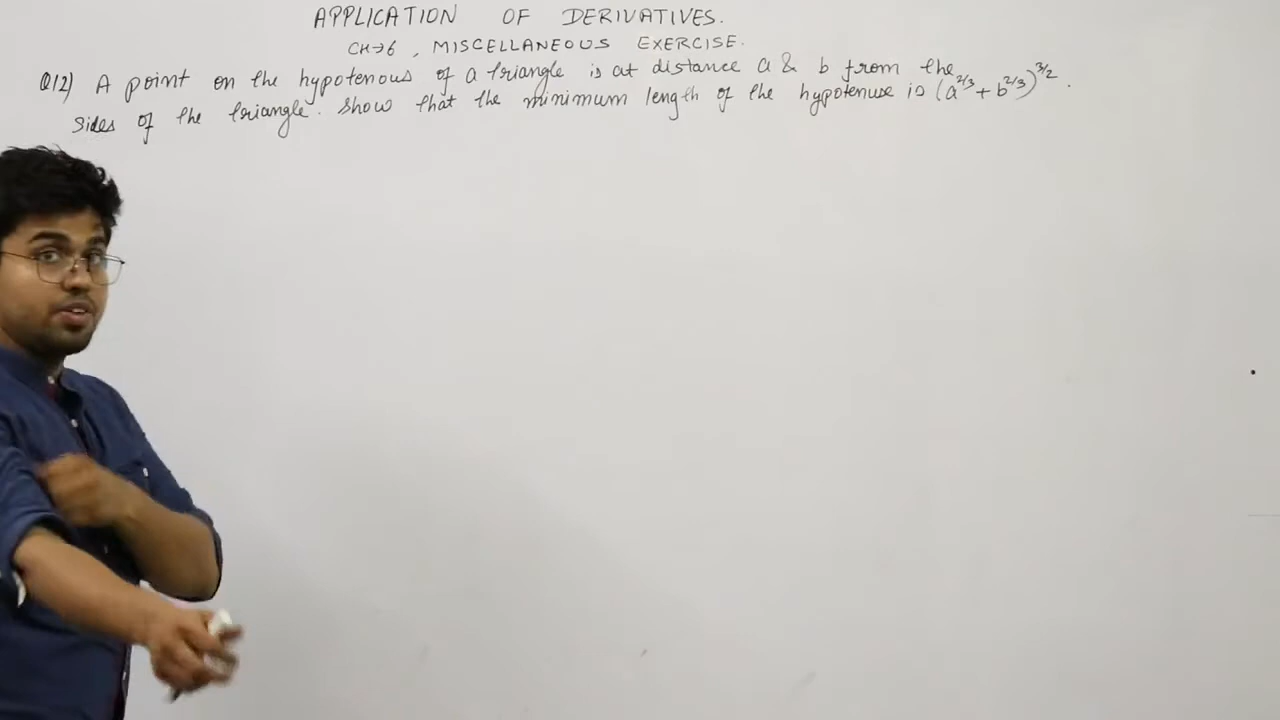 APPLICATION OF DERIVATIVES.
CH→6, MISCELLANEOUS EXERCISE.
Q12) A point on the hypotenous of a triangle is at distance a & b from the
sides of the triangle. Show that the minimum length of the hypotenuse is (a^2/3 + b^2/3)^3/2.